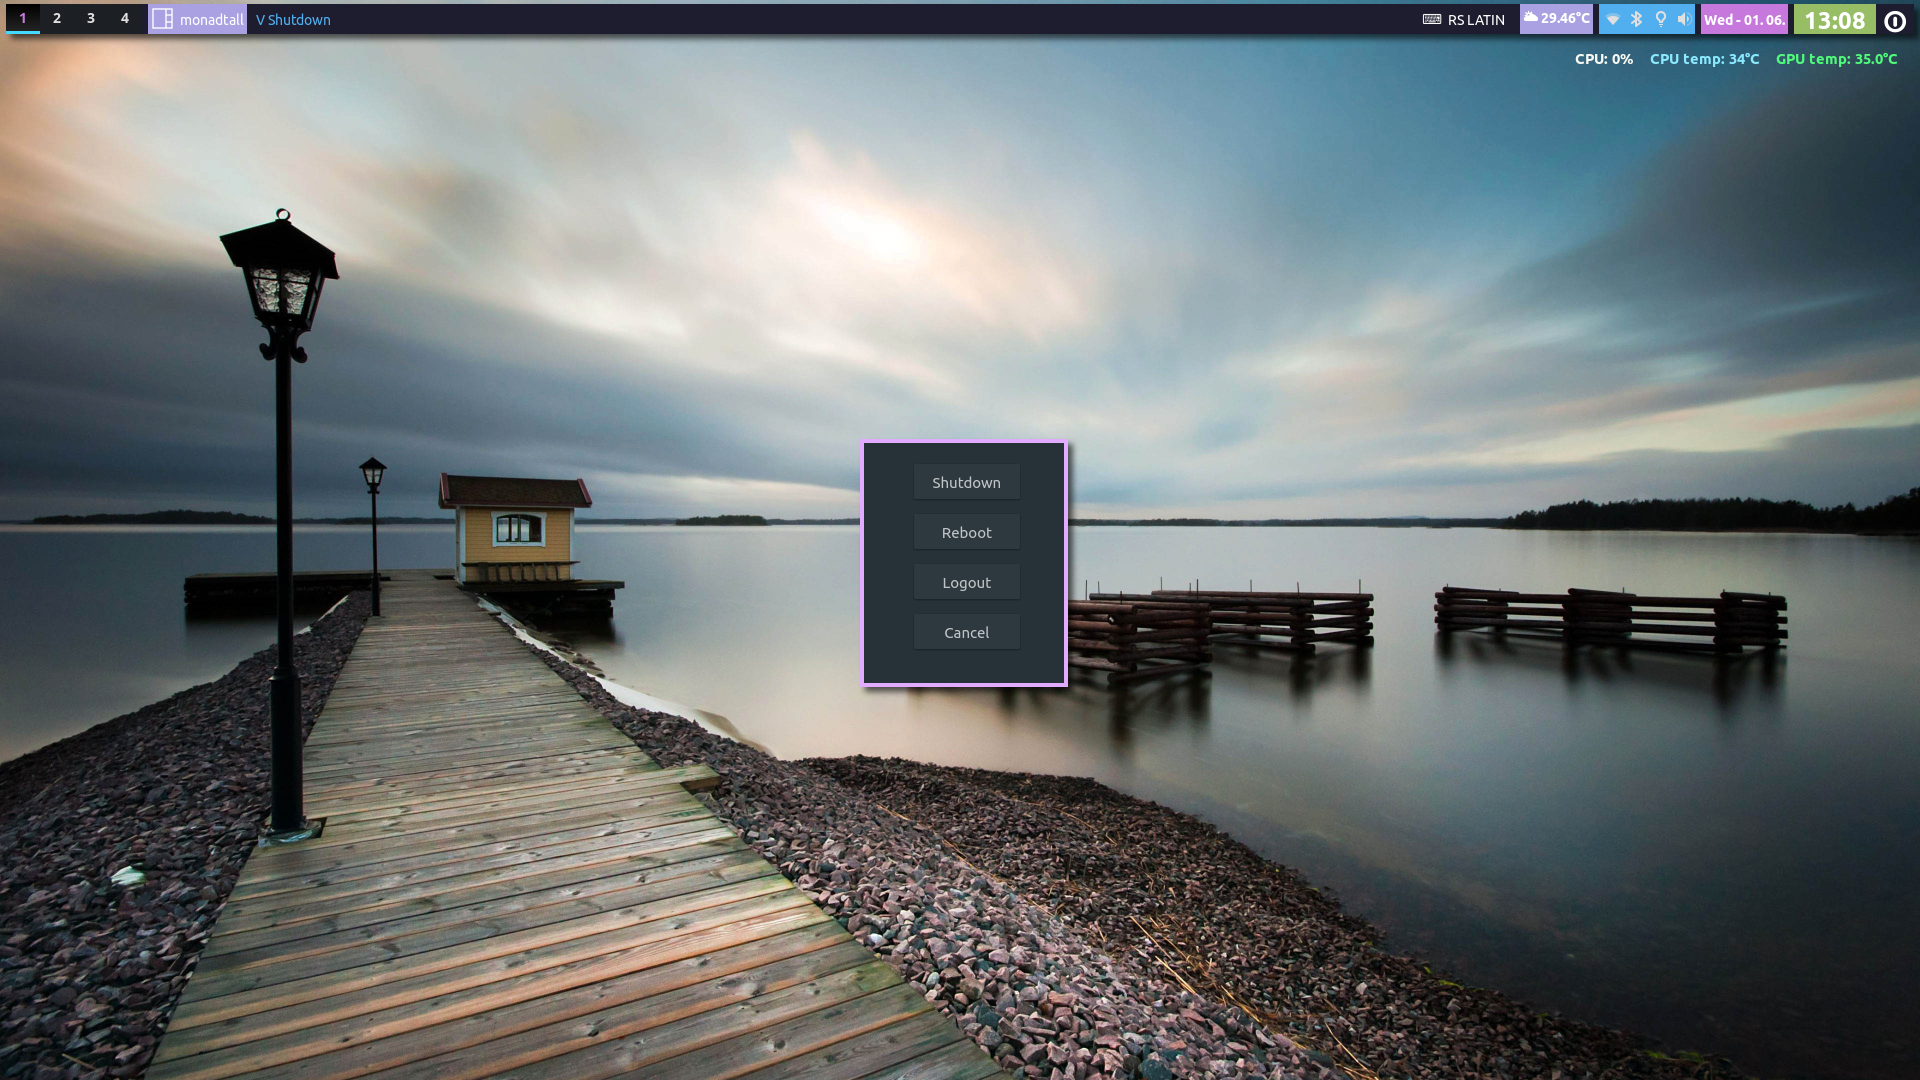 1 2 3 4 monadtall V Shutdown RS LATIN 29.46°C Wed - 01. 06. 13:08
CPU: 0% CPU temp: 34°C GPU temp: 35.0°C
Shutdown
Reboot
Logout
Cancel